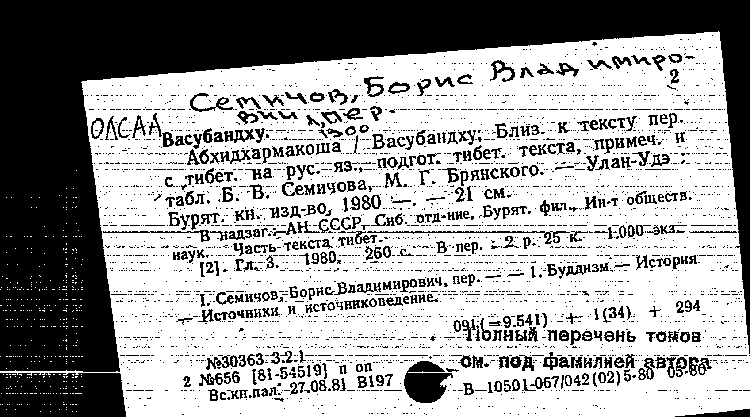 Семичов, Борис Владимиро-
вич, пер.
2
ОЛСАА
1300
Васубандху.
Абхидхармакоша / Васубандху; Близ. к тексту пер.
с тибет. на рус. яз., подгот. тибет. текста, примеч. и
табл. Б. В. Семичова, М. Г. Брянского. — Улан-Удэ :
Бурят. кн. изд-во, 1980 —. — 21 см.
В надзаг.: АН СССР, Сиб. отд-ние, Бурят. фил., Ин-т обществ.
наук. Часть текста тибет.
[2]. Гл. 3. 1980. 260 с. В пер. : 2 р. 25 к. 1.000 экз.
I. Семичов, Борис Владимирович, пер. — — 1. Буддизм — История
— Источники и источниковедение.
091(=9.541) + 1(34) + 294
Полный перечень томов
см. под фамилией автора
№30363 3.2.1
2 №656 [81-54519] п оп
Вс.кн.пал. 27.08.81 В197
В 10501-067/042(02)5-80 05-86